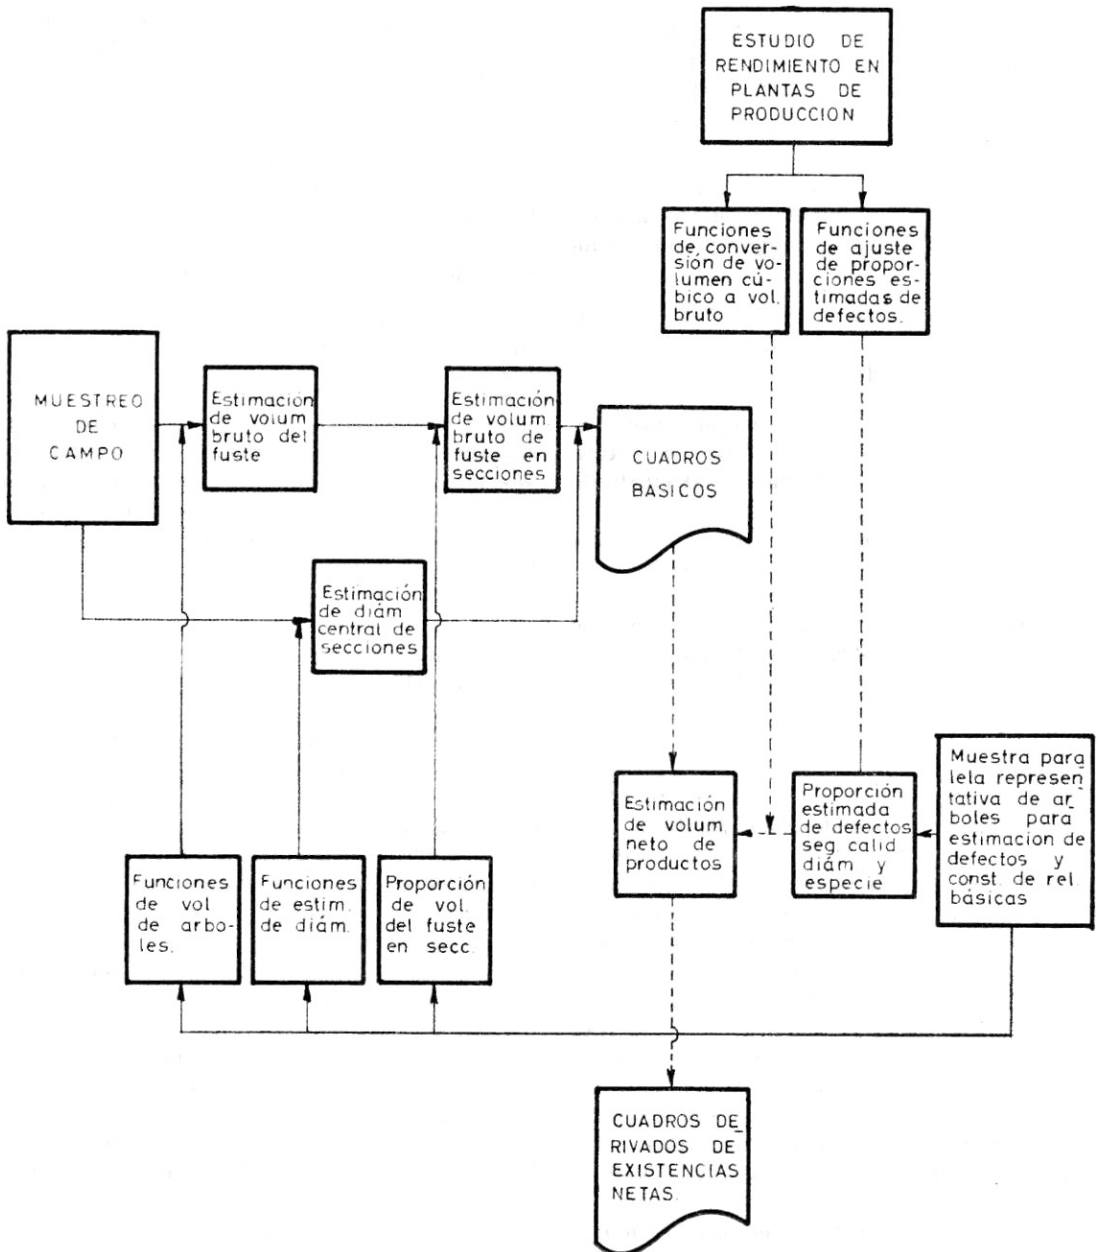 ESTUDIO DE
RENDIMIENTO EN
PLANTAS DE
PRODUCCION
Funciones
de conver-
sión de vo-
lumen cú-
bico a vol.
bruto
Funciones
de ajuste
de propor-
ciones es-
timadas de
defectos.
MUESTREO
DE
CAMPO
Estimación
de volum
bruto del
fuste
Estimación
de volum.
bruto de
fuste en
secciones
CUADROS
BASICOS
Estimación
de diám
central de
secciones
Estimación
de volum.
neto de
productos
Proporción
estimada
de defectos
seg calid
diám y
especie
Muestra para
lela represen
tativa de ar
boles para
estimacion de
defectos y
const. de rel.
básicas
Funciones
de vol
de arbo-
les.
Funciones
de estim.
de diám.
Proporción
de vol.
del fuste
en secc.
CUADROS DE
RIVADOS DE
EXISTENCIAS
NETAS.